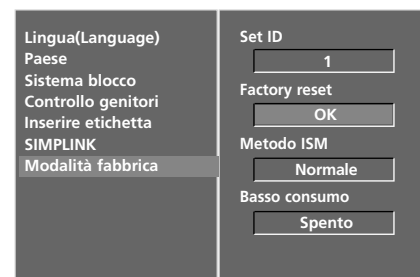 Lingua(Language)
Paese
Sistema blocco
Controllo genitori
Inserire etichetta
SIMPLINK
Modalità fabbrica
Set ID
1
Factory reset
OK
Metodo ISM
Normale
Basso consumo
Spento